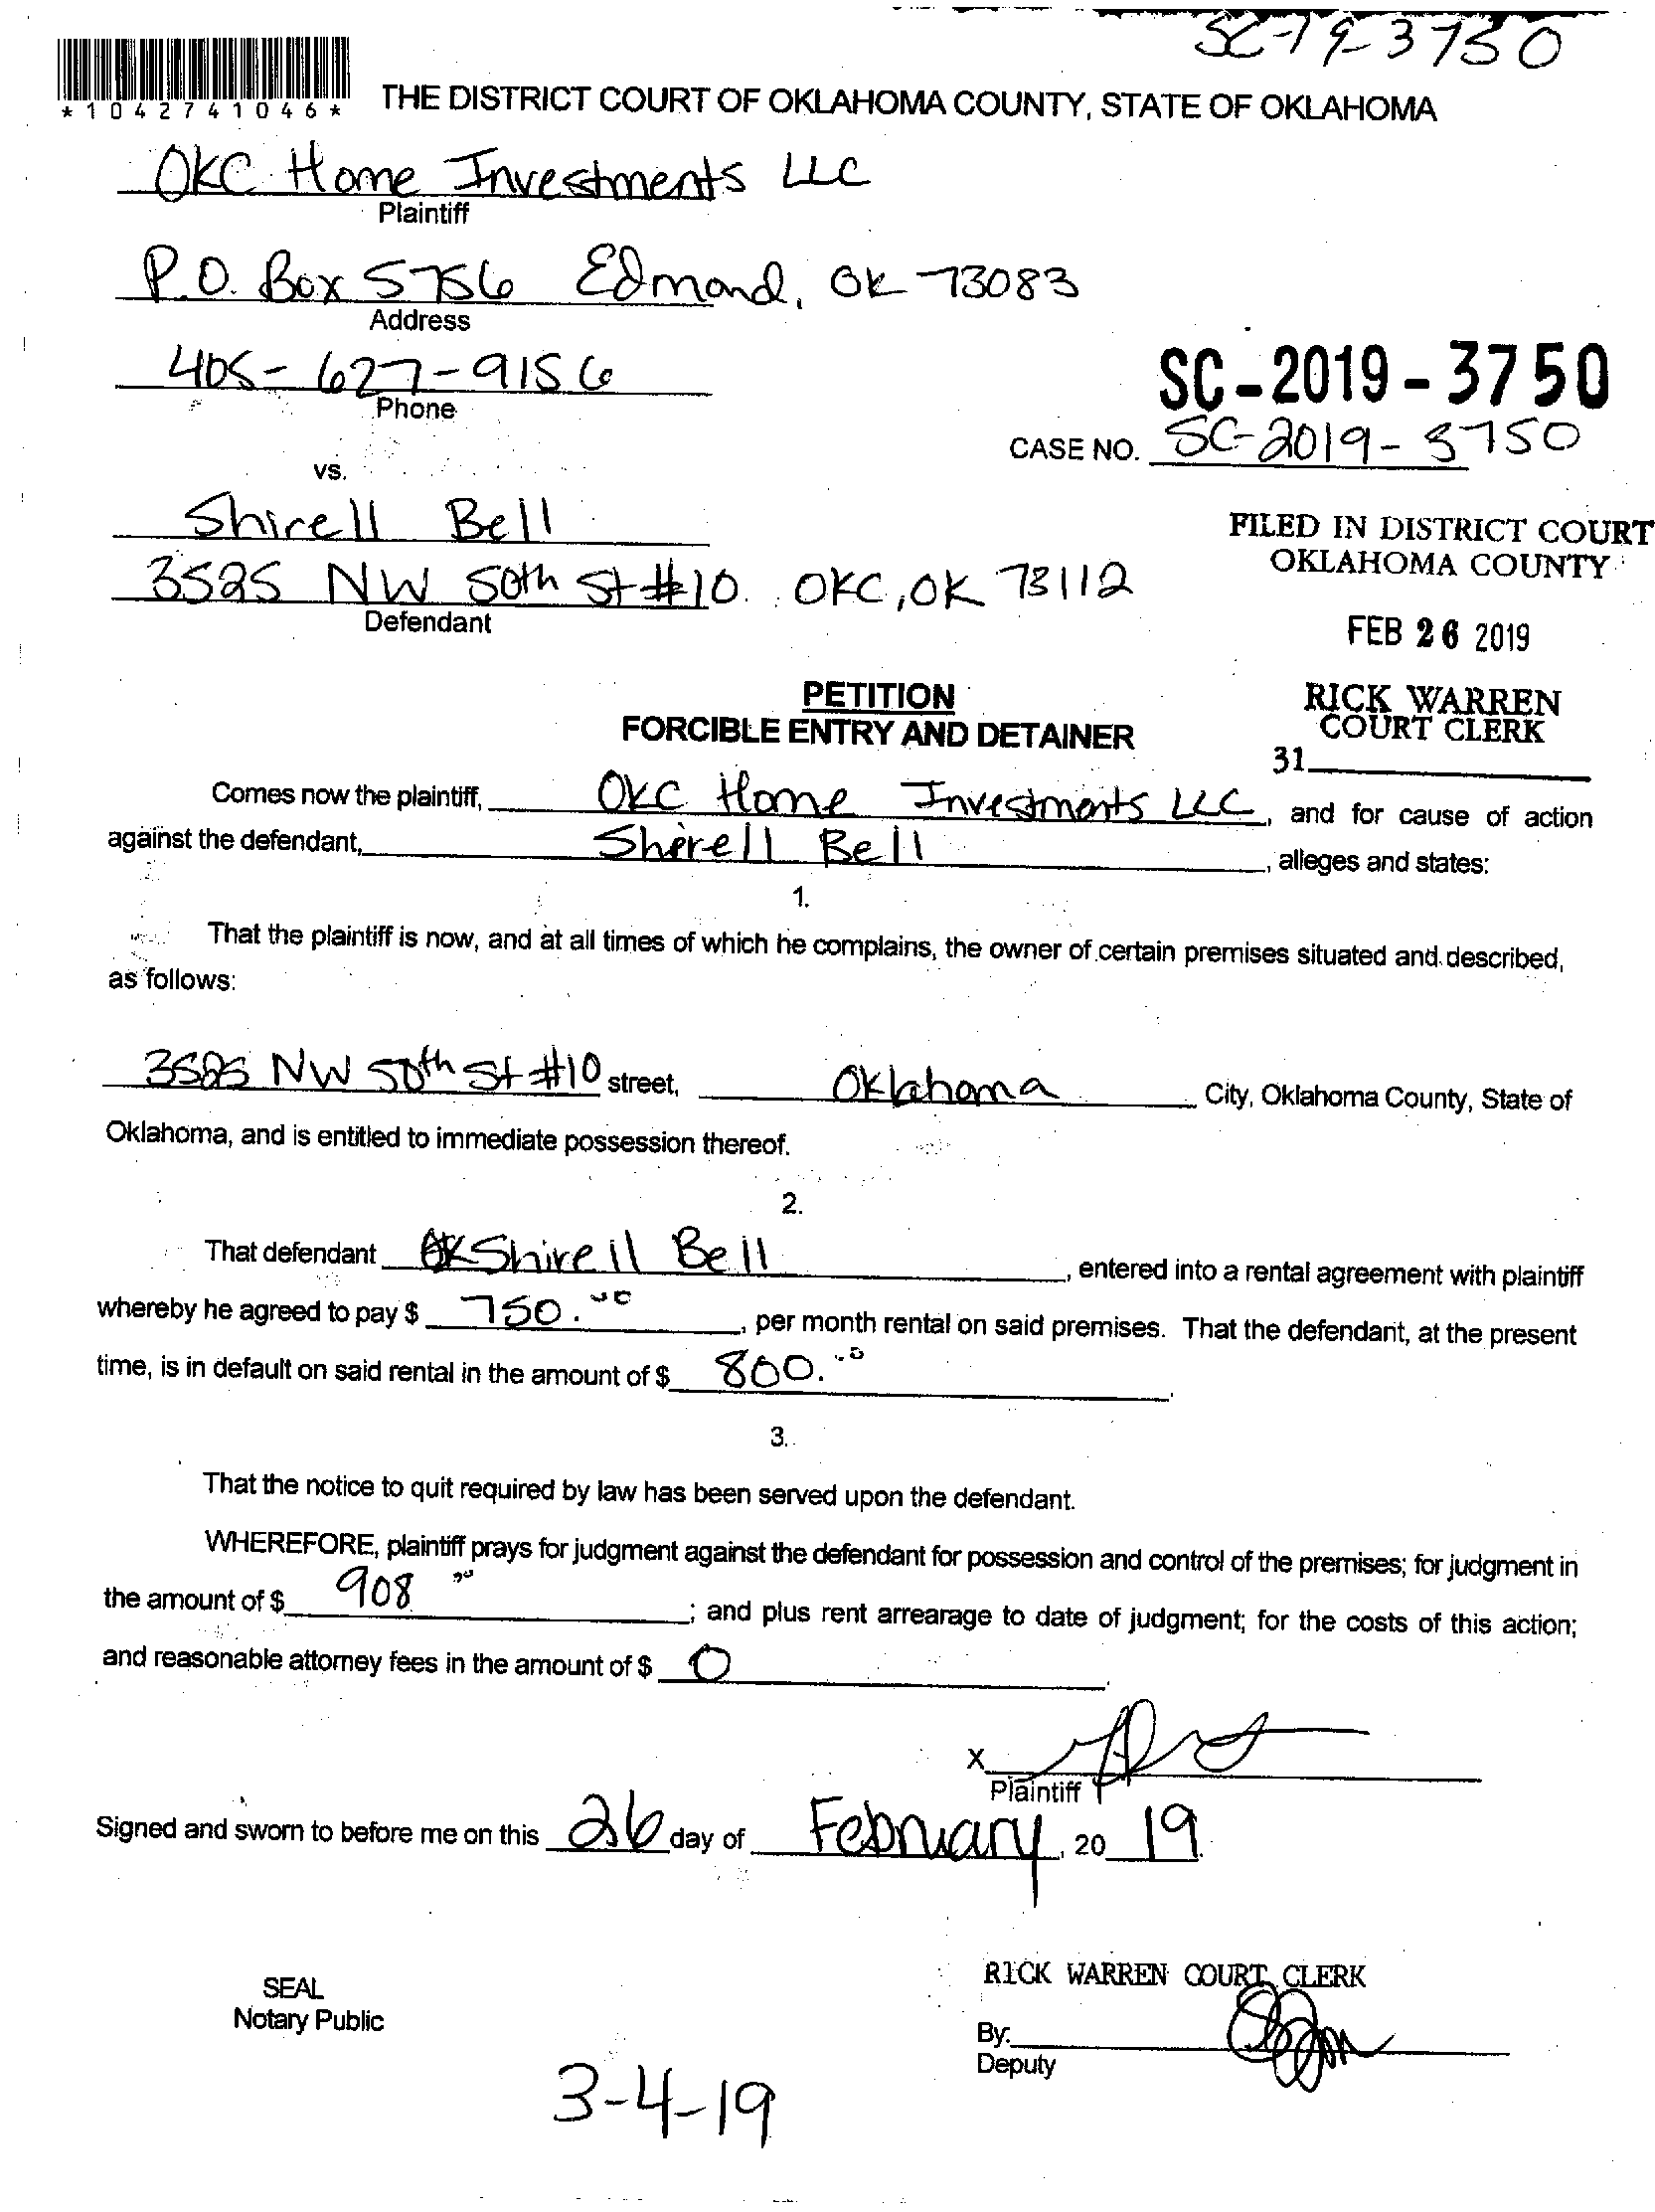 SC-19-3750
*1042741046*
THE DISTRICT COURT OF OKLAHOMA COUNTY, STATE OF OKLAHOMA
OKC Home Investments LLC
Plaintiff
P.O. Box 5756 Edmond, OK 73083
Address
405-627-9156
Phone
SC-2019-3750
CASE NO. SC-2019-3750
vs.
Shirell Bell
FILED IN DISTRICT COURT
OKLAHOMA COUNTY
3525 NW 50th St #10. OKC, OK 73112
Defendant
FEB 26 2019
PETITION
FORCIBLE ENTRY AND DETAINER
RICK WARREN
COURT CLERK
31
Comes now the plaintiff, OKC Home Investments LLC, and for cause of action
against the defendant, Sherell Bell, alleges and states:
1.
That the plaintiff is now, and at all times of which he complains, the owner of certain premises situated and described,
as follows:
3525 NW 50th St #10 street, Oklahoma City, Oklahoma County, State of
Oklahoma, and is entitled to immediate possession thereof.
2.
That defendant Shirell Bell, entered into a rental agreement with plaintiff
whereby he agreed to pay $ 750.00, per month rental on said premises. That the defendant, at the present
time, is in default on said rental in the amount of $ 800.00.
3.
That the notice to quit required by law has been served upon the defendant.
WHEREFORE, plaintiff prays for judgment against the defendant for possession and control of the premises; for judgment in
the amount of $ 908 00; and plus rent arrearage to date of judgment; for the costs of this action;
and reasonable attorney fees in the amount of $ 0.
X
Plaintiff
Signed and sworn to before me on this 26 day of February, 20 19.
SEAL
Notary Public
RICK WARREN COURT CLERK
By:
Deputy
3-4-19